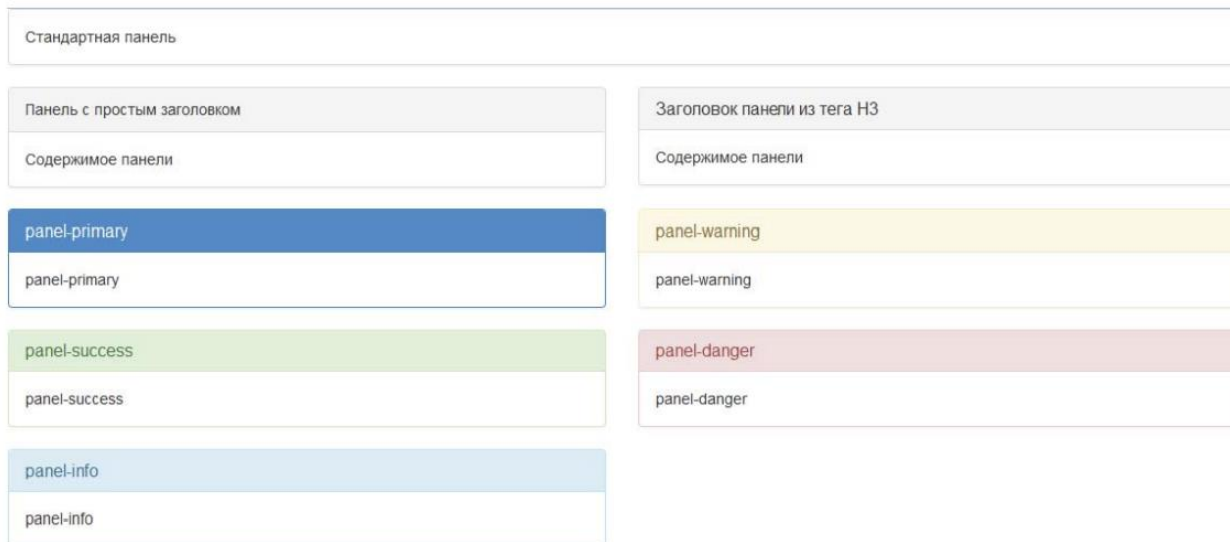 Стандартная панель
Панель с простым заголовком
Содержимое панели
Заголовок панели из тега H3
Содержимое панели
panel-primary
panel-primary
panel-warning
panel-warning
panel-success
panel-success
panel-danger
panel-danger
panel-info
panel-info